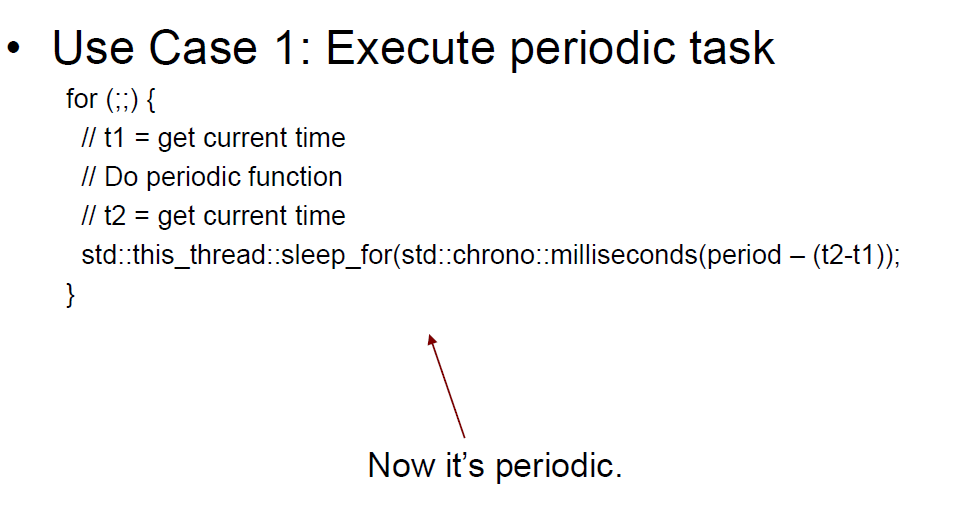 • Use Case 1: Execute periodic task
for (;;) {
// t1 = get current time
// Do periodic function
// t2 = get current time
std::this_thread::sleep_for(std::chrono::milliseconds(period – (t2-t1));
}
Now it’s periodic.